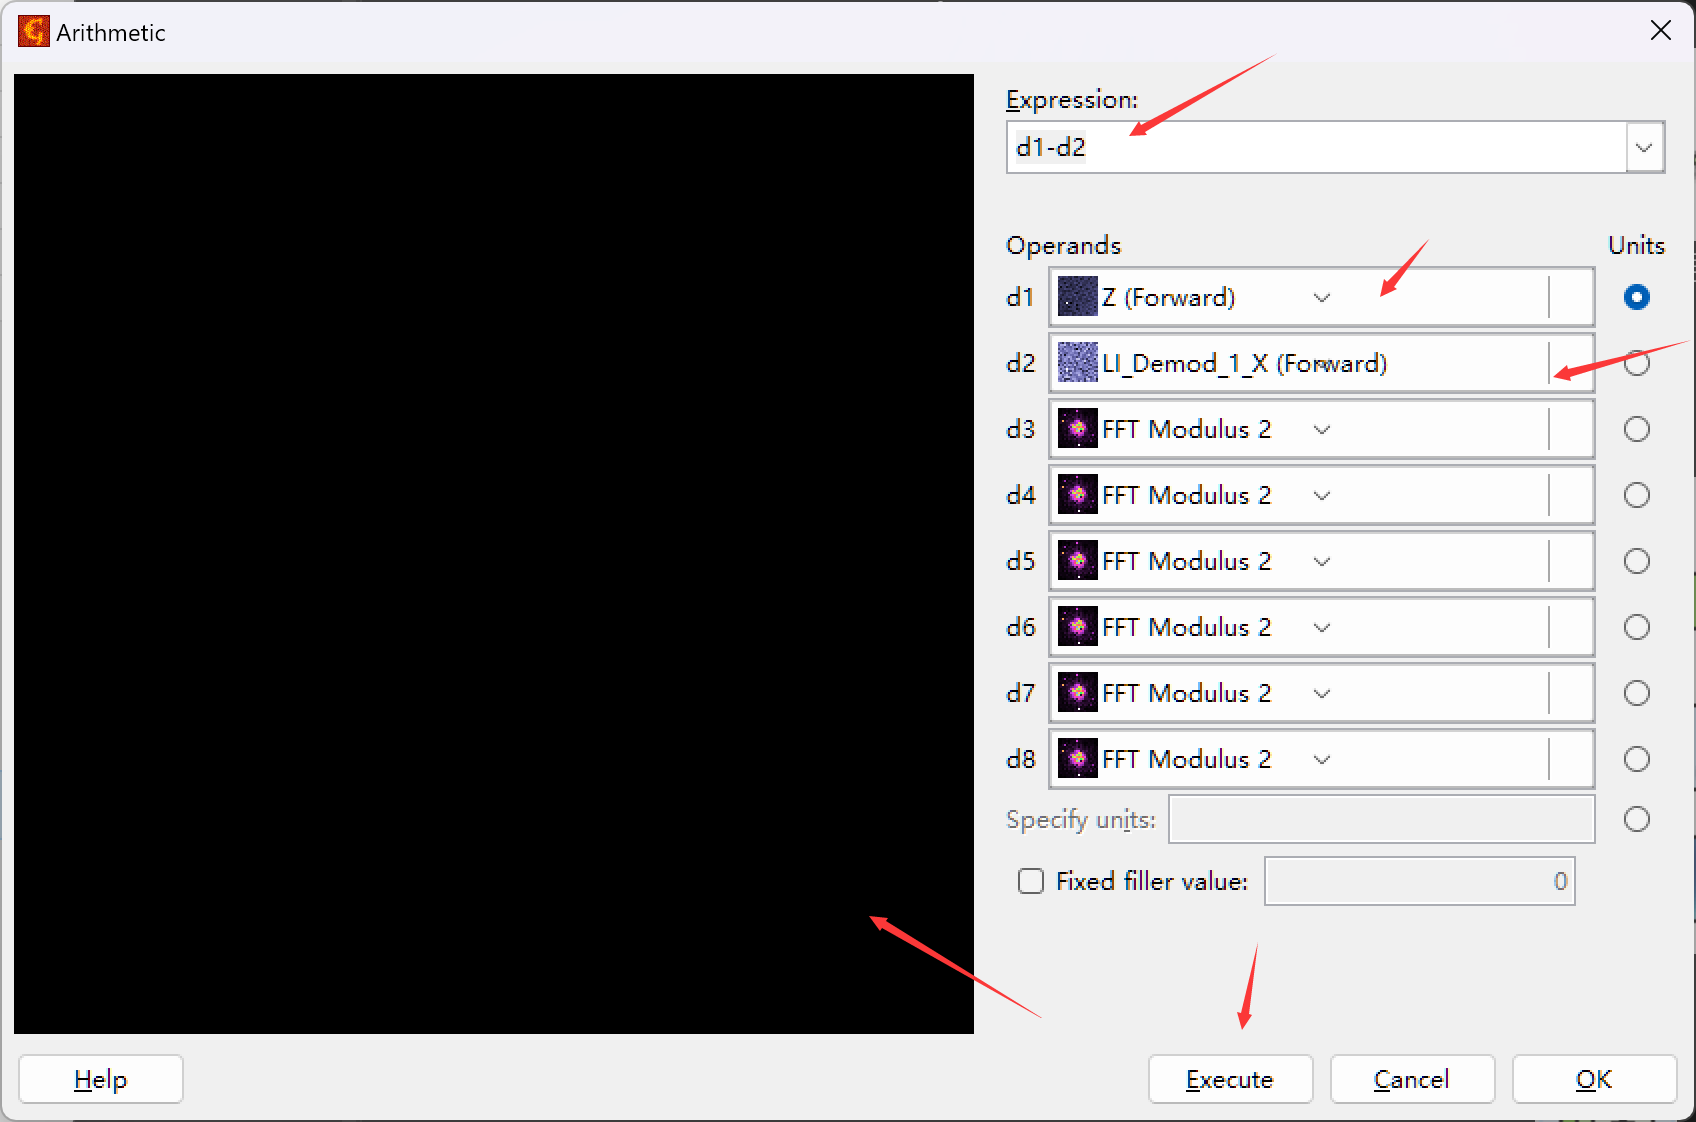 Arithmetic
Expression:
d1-d2
Operands Units
d1 Z (Forward)
d2 LI_Demod_1_X (Forward)
d3 FFT Modulus 2
d4 FFT Modulus 2
d5 FFT Modulus 2
d6 FFT Modulus 2
d7 FFT Modulus 2
d8 FFT Modulus 2
Specify units:
Fixed filler value: 0
Help Execute Cancel OK